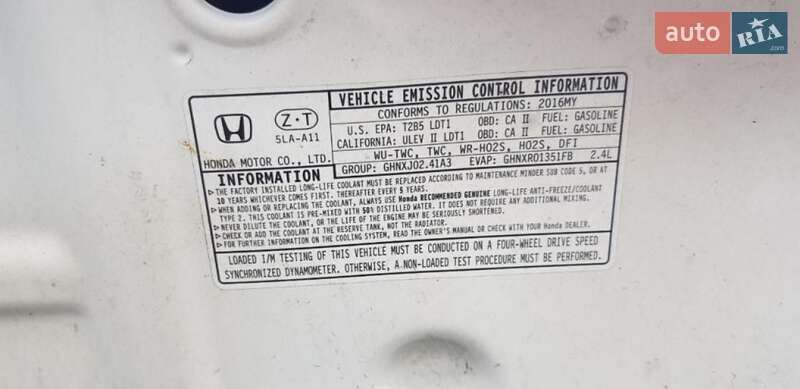 auto RIA .com
VEHICLE EMISSION CONTROL INFORMATION
CONFORMS TO REGULATIONS: 2016MY
U.S. EPA: T2B5 LDT1 OBD: CA II FUEL: GASOLINE
CALIFORNIA: ULEV II LDT1 OBD: CA II FUEL: GASOLINE
WU-TWC, TWC, WR-HO2S, HO2S, DFI
GROUP: GHNXJ02.41A3 EVAP: GHNXR01351FB 2.4L
Z·T
5LA-A11
HONDA MOTOR CO., LTD.
INFORMATION
▷THE FACTORY INSTALLED LONG-LIFE COOLANT MUST BE REPLACED ACCORDING TO MAINTENANCE MINDER SUB CODE 5, OR AT
10 YEARS WHICHEVER COMES FIRST. THEREAFTER EVERY 5 YEARS.
▷WHEN ADDING OR REPLACING THE COOLANT, ALWAYS USE Honda RECOMMENDED GENUINE LONG-LIFE ANTI-FREEZE/COOLANT
TYPE 2. THIS COOLANT IS PRE-MIXED WITH 50% DISTILLED WATER. IT DOES NOT REQUIRE ANY ADDITIONAL MIXING.
▷NEVER DILUTE THE COOLANT, OR THE LIFE OF THE ENGINE MAY BE SERIOUSLY SHORTENED.
▷CHECK OR ADD THE COOLANT AT THE RESERVE TANK, NOT THE RADIATOR.
▷FOR FURTHER INFORMATION ON THE COOLING SYSTEM, READ THE OWNER'S MANUAL OR CHECK WITH YOUR Honda DEALER.
LOADED I/M TESTING OF THIS VEHICLE MUST BE CONDUCTED ON A FOUR-WHEEL DRIVE SPEED
SYNCHRONIZED DYNAMOMETER. OTHERWISE, A NON-LOADED TEST PROCEDURE MUST BE PERFORMED.